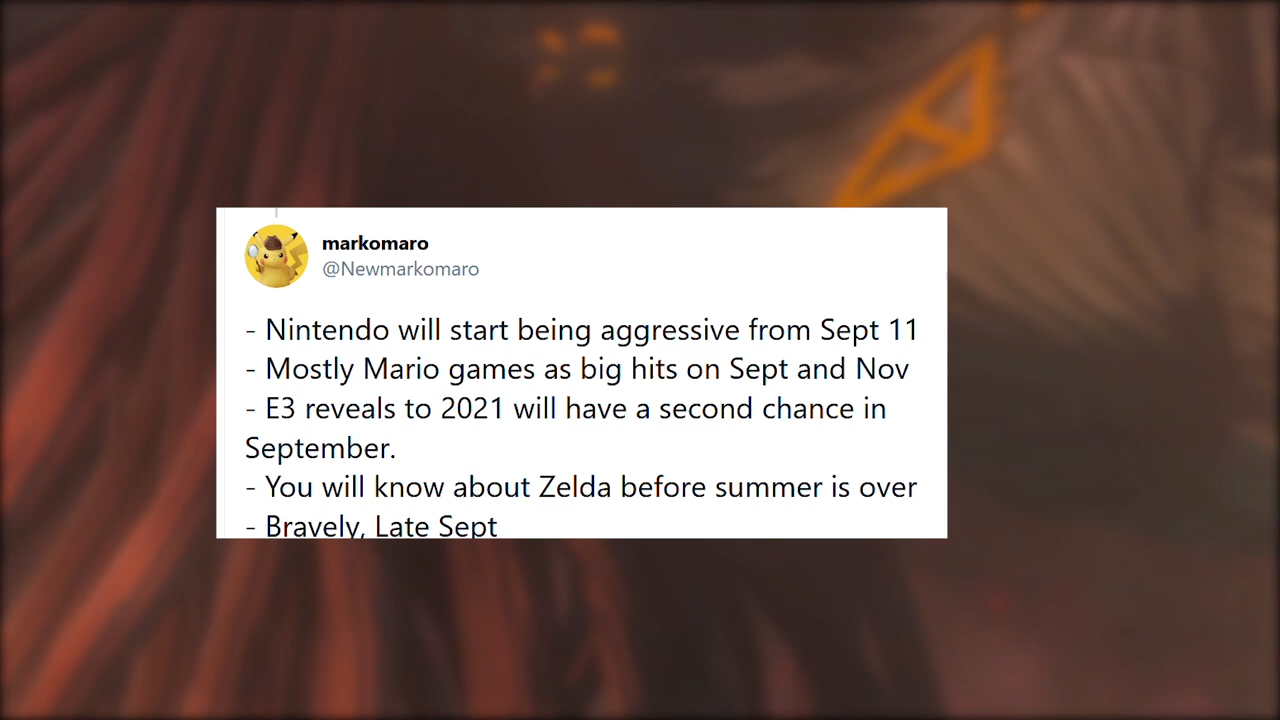 markomaro
@Newmarkomaro
- Nintendo will start being aggressive from Sept 11
- Mostly Mario games as big hits on Sept and Nov
- E3 reveals to 2021 will have a second chance in
September.
- You will know about Zelda before summer is over
- Bravely, Late Sept